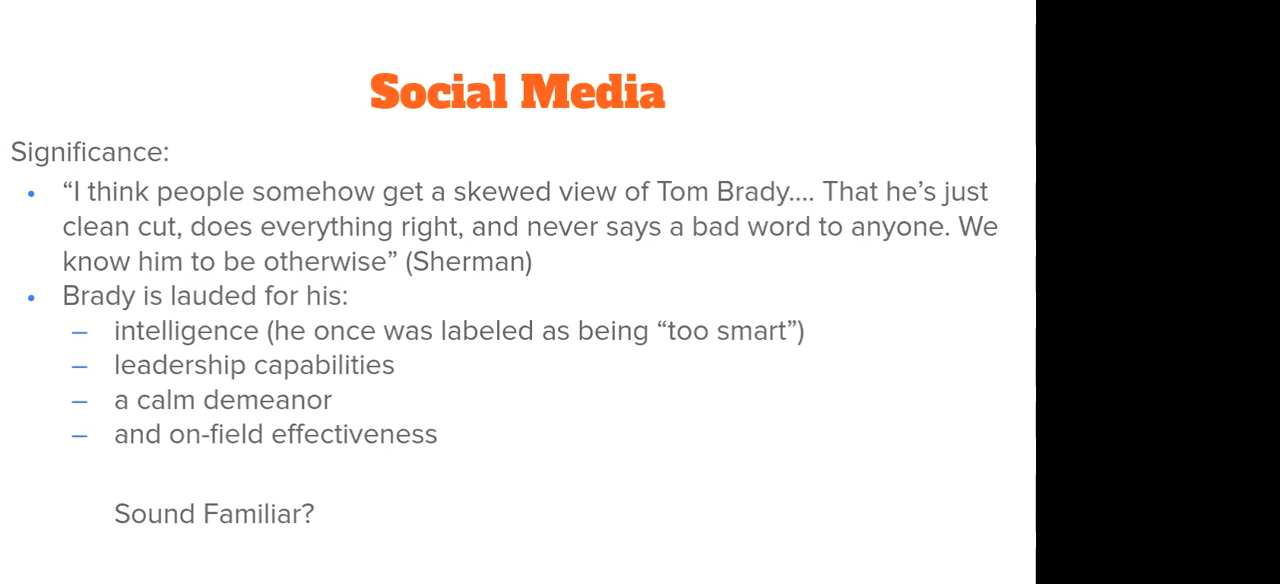 Social Media
Significance:
• “I think people somehow get a skewed view of Tom Brady.... That he’s just
clean cut, does everything right, and never says a bad word to anyone. We
know him to be otherwise” (Sherman)
• Brady is lauded for his:
– intelligence (he once was labeled as being “too smart”)
– leadership capabilities
– a calm demeanor
– and on-field effectiveness
Sound Familiar?